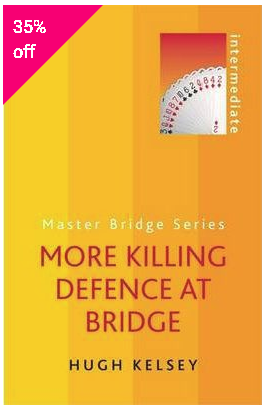 35%
off
intermediate
Master Bridge Series
MORE KILLING
DEFENCE AT
BRIDGE
HUGH KELSEY